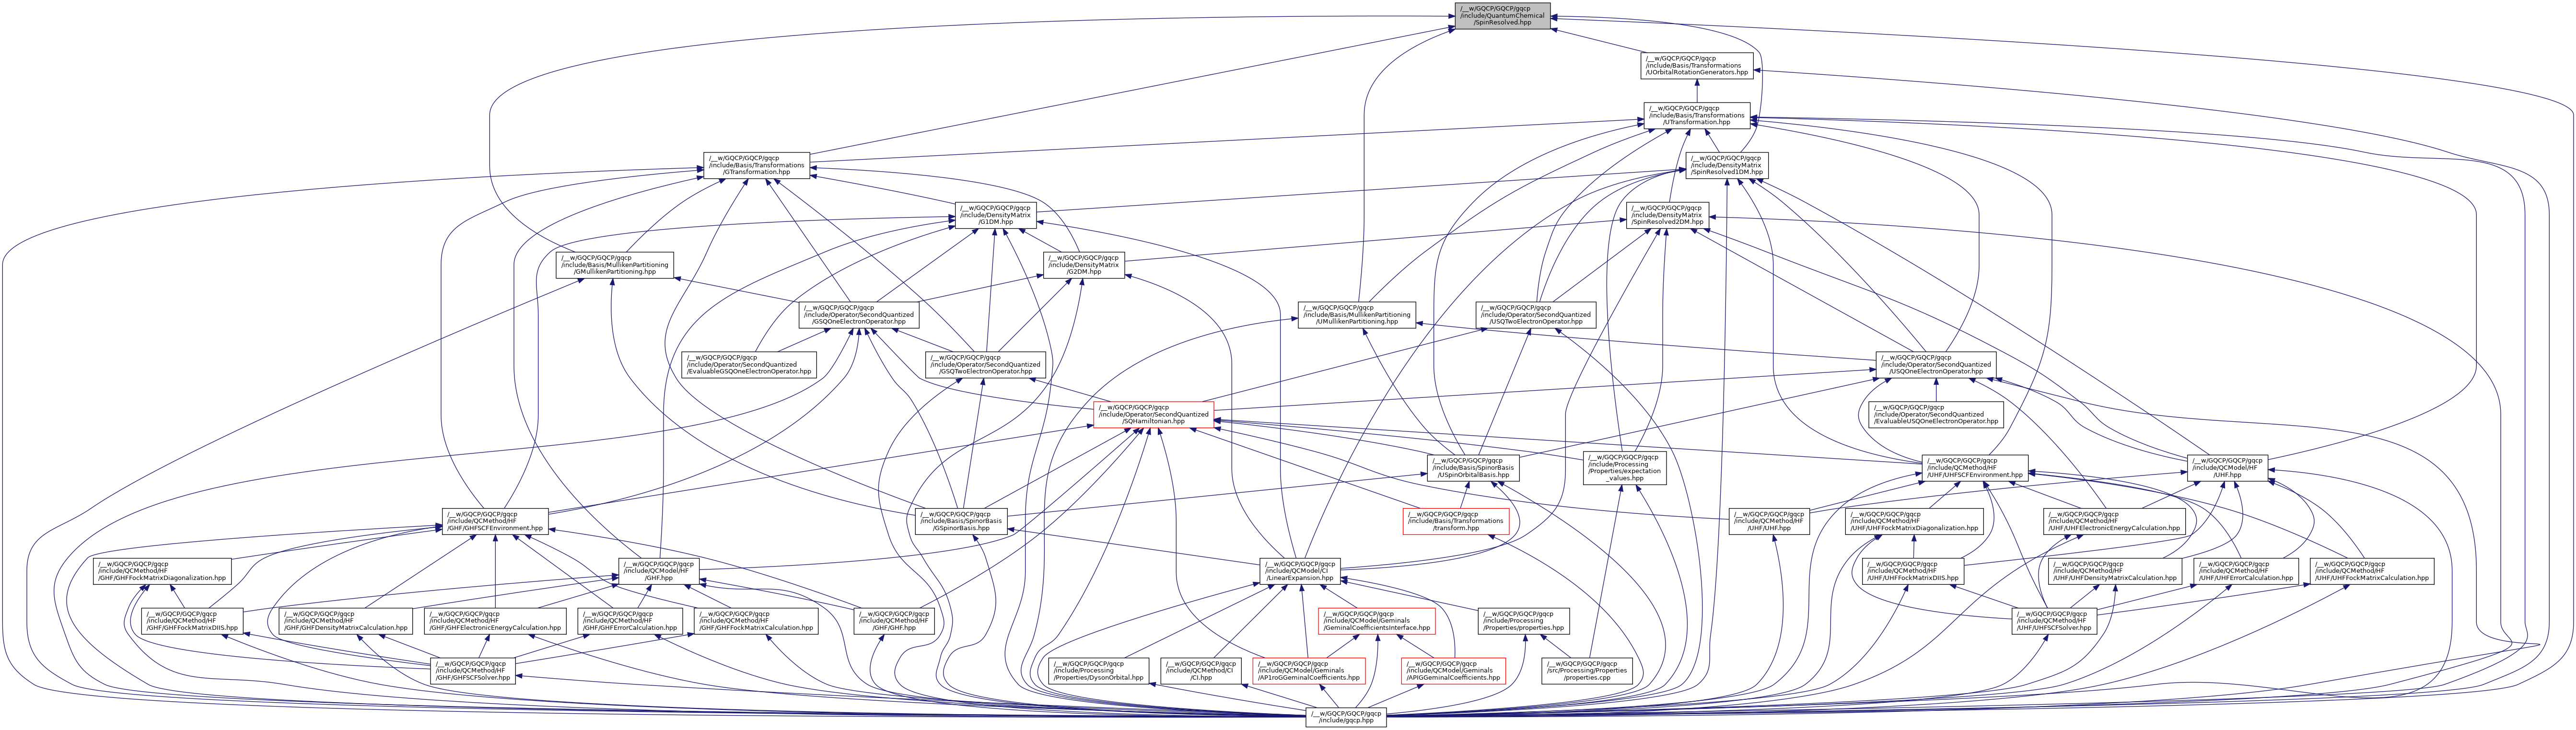 /__w/GQCP/GQCP/gqcp
/include/QuantumChemical
/SpinResolved.hpp
/__w/GQCP/GQCP/gqcp
/include/Basis/Transformations
/UOrbitalRotationGenerators.hpp
/__w/GQCP/GQCP/gqcp
/include/Basis/Transformations
/UTransformation.hpp
/__w/GQCP/GQCP/gqcp
/include/Basis/Transformations
/GTransformation.hpp
/__w/GQCP/GQCP/gqcp
/include/DensityMatrix
/SpinResolved1DM.hpp
/__w/GQCP/GQCP/gqcp
/include/DensityMatrix
/G1DM.hpp
/__w/GQCP/GQCP/gqcp
/include/DensityMatrix
/SpinResolved2DM.hpp
/__w/GQCP/GQCP/gqcp
/include/Basis/MullikenPartitioning
/GMullikenPartitioning.hpp
/__w/GQCP/GQCP/gqcp
/include/DensityMatrix
/G2DM.hpp
/__w/GQCP/GQCP/gqcp
/include/Operator/SecondQuantized
/GSQOneElectronOperator.hpp
/__w/GQCP/GQCP/gqcp
/include/Basis/MullikenPartitioning
/UMullikenPartitioning.hpp
/__w/GQCP/GQCP/gqcp
/include/Operator/SecondQuantized
/USQTwoElectronOperator.hpp
/__w/GQCP/GQCP/gqcp
/include/Operator/SecondQuantized
/EvaluableGSQOneElectronOperator.hpp
/__w/GQCP/GQCP/gqcp
/include/Operator/SecondQuantized
/GSQTwoElectronOperator.hpp
/__w/GQCP/GQCP/gqcp
/include/Operator/SecondQuantized
/USQOneElectronOperator.hpp
/__w/GQCP/GQCP/gqcp
/include/Operator/SecondQuantized
/SQHamiltonian.hpp
/__w/GQCP/GQCP/gqcp
/include/Operator/SecondQuantized
/EvaluableUSQOneElectronOperator.hpp
/__w/GQCP/GQCP/gqcp
/include/Basis/SpinorBasis
/USpinOrbitalBasis.hpp
/__w/GQCP/GQCP/gqcp
/include/Processing
/Properties/expectation
_values.hpp
/__w/GQCP/GQCP/gqcp
/include/QCMethod/HF
/UHF/UHFSCFEnvironment.hpp
/__w/GQCP/GQCP/gqcp
/include/QCModel/HF
/UHF.hpp
/__w/GQCP/GQCP/gqcp
/include/QCMethod/HF
/GHF/GHFSCFEnvironment.hpp
/__w/GQCP/GQCP/gqcp
/include/Basis/SpinorBasis
/GSpinorBasis.hpp
/__w/GQCP/GQCP/gqcp
/include/Basis/Transformations
/transform.hpp
/__w/GQCP/GQCP/gqcp
/include/QCMethod/HF
/UHF/UHF.hpp
/__w/GQCP/GQCP/gqcp
/include/QCMethod/HF
/UHF/UHFFockMatrixDiagonalization.hpp
/__w/GQCP/GQCP/gqcp
/include/QCMethod/HF
/UHF/UHFElectronicEnergyCalculation.hpp
/__w/GQCP/GQCP/gqcp
/include/QCMethod/HF
/GHF/GHFFockMatrixDiagonalization.hpp
/__w/GQCP/GQCP/gqcp
/include/QCModel/HF
/GHF.hpp
/__w/GQCP/GQCP/gqcp
/include/QCModel/CI
/LinearExpansion.hpp
/__w/GQCP/GQCP/gqcp
/include/QCMethod/HF
/UHF/UHFFockMatrixDIIS.hpp
/__w/GQCP/GQCP/gqcp
/include/QCMethod/HF
/UHF/UHFDensityMatrixCalculation.hpp
/__w/GQCP/GQCP/gqcp
/include/QCMethod/HF
/UHF/UHFErrorCalculation.hpp
/__w/GQCP/GQCP/gqcp
/include/QCMethod/HF
/UHF/UHFFockMatrixCalculation.hpp
/__w/GQCP/GQCP/gqcp
/include/QCMethod/HF
/GHF/GHFFockMatrixDIIS.hpp
/__w/GQCP/GQCP/gqcp
/include/QCMethod/HF
/GHF/GHFDensityMatrixCalculation.hpp
/__w/GQCP/GQCP/gqcp
/include/QCMethod/HF
/GHF/GHFElectronicEnergyCalculation.hpp
/__w/GQCP/GQCP/gqcp
/include/QCMethod/HF
/GHF/GHFErrorCalculation.hpp
/__w/GQCP/GQCP/gqcp
/include/QCMethod/HF
/GHF/GHFFockMatrixCalculation.hpp
/__w/GQCP/GQCP/gqcp
/include/QCMethod/HF
/GHF/GHF.hpp
/__w/GQCP/GQCP/gqcp
/include/QCModel/Geminals
/GeminalCoefficientsInterface.hpp
/__w/GQCP/GQCP/gqcp
/include/Processing
/Properties/properties.hpp
/__w/GQCP/GQCP/gqcp
/include/QCMethod/HF
/UHF/UHFSCFSolver.hpp
/__w/GQCP/GQCP/gqcp
/include/QCMethod/HF
/GHF/GHFSCFSolver.hpp
/__w/GQCP/GQCP/gqcp
/include/Processing
/Properties/DysonOrbital.hpp
/__w/GQCP/GQCP/gqcp
/include/QCMethod/CI
/CI.hpp
/__w/GQCP/GQCP/gqcp
/include/QCModel/Geminals
/AP1roGGeminalCoefficients.hpp
/__w/GQCP/GQCP/gqcp
/include/QCModel/Geminals
/APIGGeminalCoefficients.hpp
/__w/GQCP/GQCP/gqcp
/src/Processing/Properties
/properties.cpp
/__w/GQCP/GQCP/gqcp
/include/gqcp.hpp